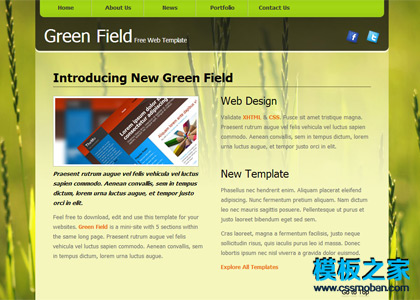 Home About Us News Portfolio Contact Us
Green Field Free Web Template
Introducing New Green Field
Praesent rutrum augue vel felis vehicula vel luctus
sapien commodo. Aenean convallis, sem in tempus
dictum, lorem urna luctus augue, et tempor justo
orci in elit.
Feel free to download, edit and use this template for your
websites. Green Field is a mini-site with 5 sections within
the same long page. Praesent rutrum augue vel felis
vehicula vel luctus sapien commodo. Aenean convallis, sem
in tempus dictum.
Web Design
Validate XHTML & CSS. Fusce sit amet tristique magna.
Praesent rutrum augue vel felis vehicula vel luctus sapien
commodo. Aenean convallis, sem in tempus dictum, lorem
urna luctus augue, et tempor justo orci in elit.
New Template
Phasellus nec hendrerit enim. Aliquam placerat eleifend
adipiscing. Nunc fermentum pretium aliquam. Nam dictum
leo nec mauris sagittis posuere. Pellentesque ut purus et
justo laoreet bibendum eget sed sem.
Cras laoreet, magna a fermentum facilisis, justo neque
sollicitudin risus, quis iaculis purus leo id massa. Donec
mcorper dictum nisl viverra a gravida dolor euismod.
Explore All Templates
Go to Top
模板之家
www.cssmoban.com